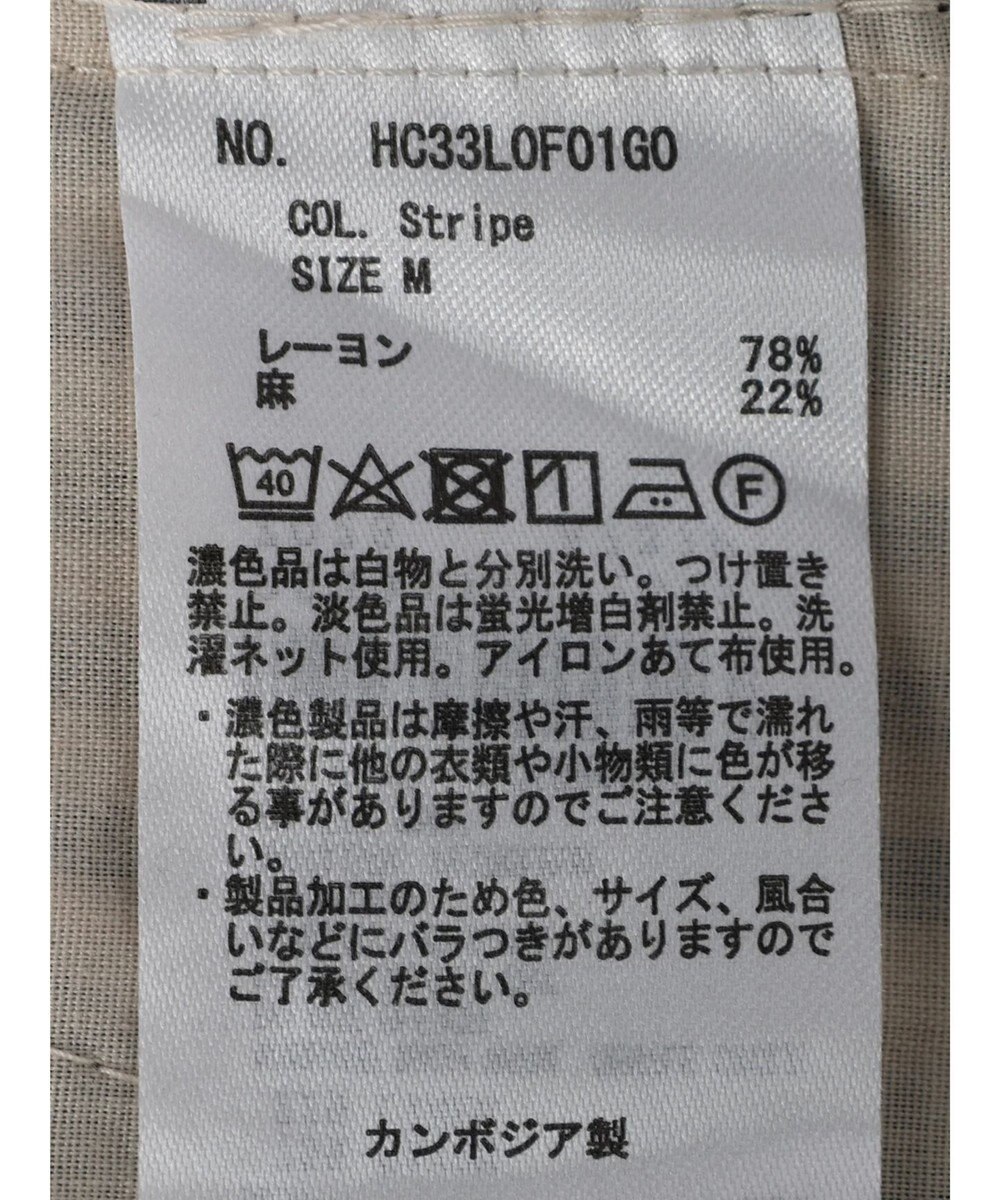 NO. HC33L0F01G0
COL. Stripe
SIZE M
レーヨン 78%
麻 22%
40 F
濃色品は白物と分別洗い。つけ置き
禁止。淡色品は蛍光増白剤禁止。洗
濯ネット使用。アイロンあて布使用。
・濃色製品は摩擦や汗、雨等で濡れ
た際に他の衣類や小物類に色が移
る事がありますのでご注意くださ
い。
・製品加工のため色、サイズ、風合
いなどにバラつきがありますので
ご了承ください。
カンボジア製